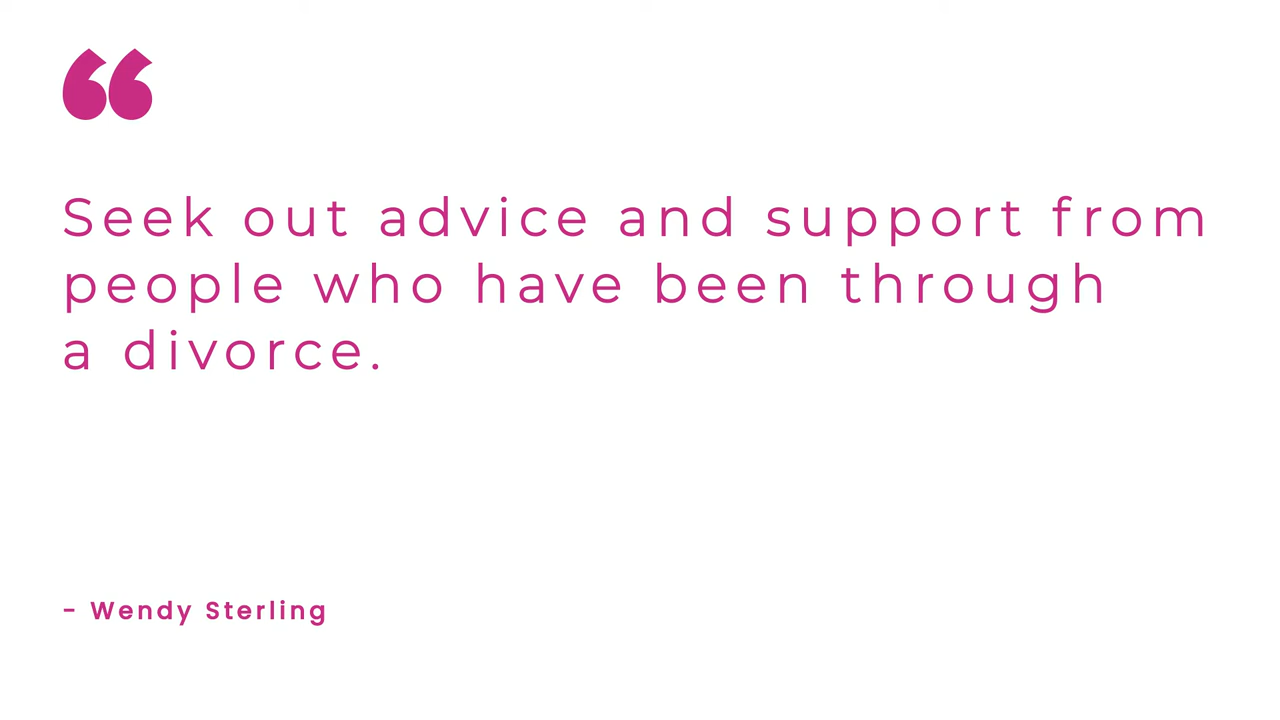 “
Seek out advice and support from
people who have been through
a divorce.
- Wendy Sterling